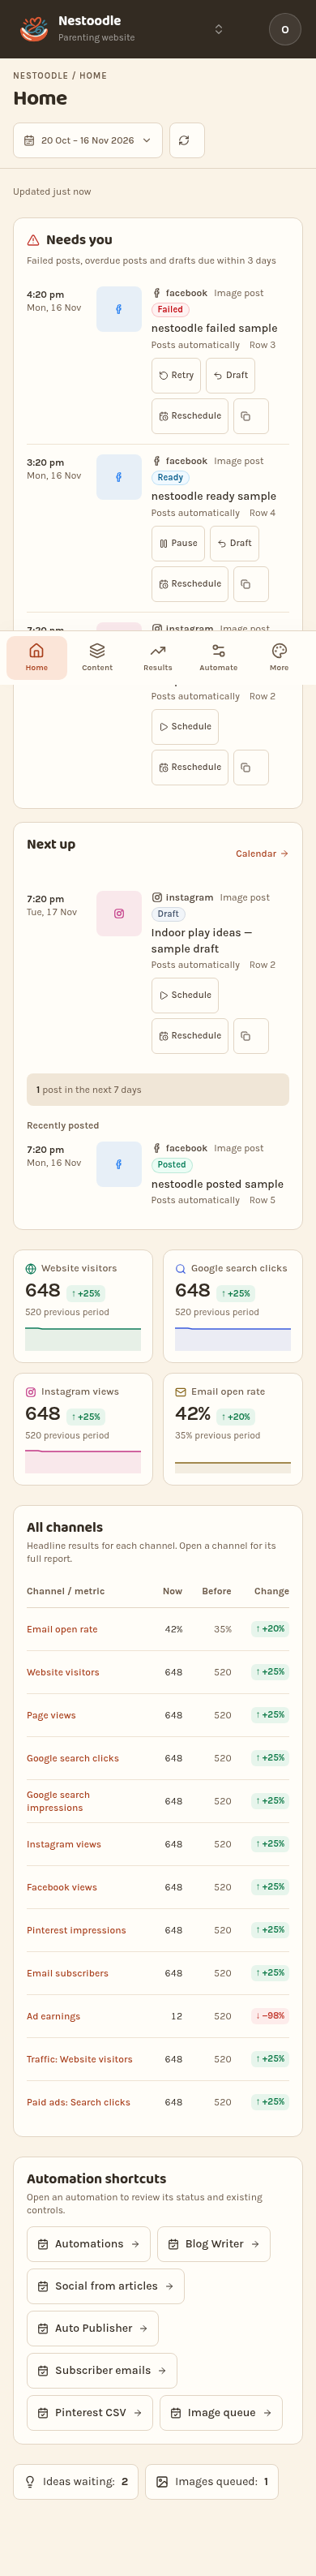 Nestoodle
Parenting website
O
NESTOODLE / HOME
Home
20 Oct – 16 Nov 2026
Updated just now
Needs you
Failed posts, overdue posts and drafts due within 3 days
4:20 pm
Mon, 16 Nov
facebook Image post
Failed
nestoodle failed sample
Posts automatically Row 3
Retry Draft
Reschedule
3:20 pm
Mon, 16 Nov
facebook Image post
Ready
nestoodle ready sample
Posts automatically Row 4
Pause Draft
Reschedule
7:20 pm
instagram Image post
Home Content Results Automate More
Posts automatically Row 2
Schedule
Reschedule
Next up
Calendar →
7:20 pm
Tue, 17 Nov
instagram Image post
Draft
Indoor play ideas —
sample draft
Posts automatically Row 2
Schedule
Reschedule
1 post in the next 7 days
Recently posted
7:20 pm
Mon, 16 Nov
facebook Image post
Posted
nestoodle posted sample
Posts automatically Row 5
Website visitors
648 ↑ +25%
520 previous period
Google search clicks
648 ↑ +25%
520 previous period
Instagram views
648 ↑ +25%
520 previous period
Email open rate
42% ↑ +20%
35% previous period
All channels
Headline results for each channel. Open a channel for its
full report.
Channel / metric Now Before Change
Email open rate 42% 35% ↑ +20%
Website visitors 648 520 ↑ +25%
Page views 648 520 ↑ +25%
Google search clicks 648 520 ↑ +25%
Google search
impressions 648 520 ↑ +25%
Instagram views 648 520 ↑ +25%
Facebook views 648 520 ↑ +25%
Pinterest impressions 648 520 ↑ +25%
Email subscribers 648 520 ↑ +25%
Ad earnings 12 520 ↓ −98%
Traffic: Website visitors 648 520 ↑ +25%
Paid ads: Search clicks 648 520 ↑ +25%
Automation shortcuts
Open an automation to review its status and existing
controls.
Automations → Blog Writer →
Social from articles →
Auto Publisher →
Subscriber emails →
Pinterest CSV → Image queue →
Ideas waiting: 2 Images queued: 1